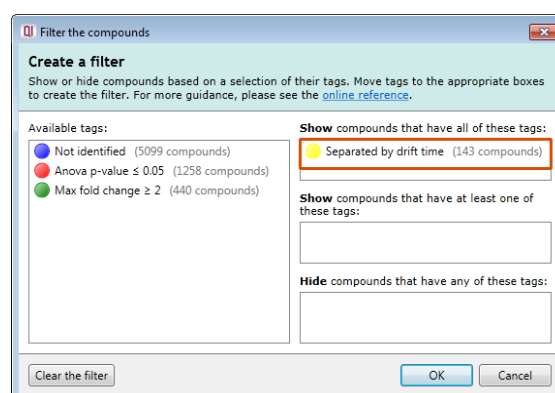 QI Filter the compounds
Create a filter
Show or hide compounds based on a selection of their tags. Move tags to the appropriate boxes
to create the filter. For more guidance, please see the online reference.
Available tags:
Not identified (5099 compounds)
Anova p-value ≤ 0.05 (1258 compounds)
Max fold change ≥ 2 (440 compounds)
Show compounds that have all of these tags:
Separated by drift time (143 compounds)
Show compounds that have at least one of
these tags:
Hide compounds that have any of these tags:
Clear the filter
OK
Cancel